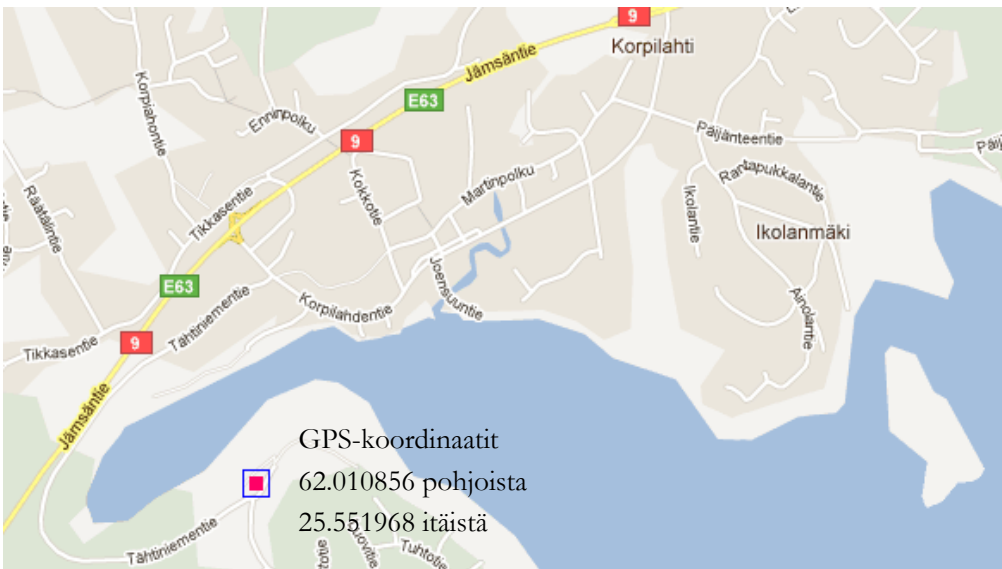 9
Korpilahti
Jämsäntie
E63
Korpiahontie
Enninpolku
9
Päijänteentie
Martinpolku
Kokkotie
Rantapukkalantie
Räätälintie
Tikkasentie
Ikolantie
Ikolanmäki
E63
Joensuuntie
Korpilahdentie
Ainolantie
Tähtiniementie
9
Tikkasentie
Jämsäntie
GPS-koordinaatit
62.010856 pohjoista
25.551968 itäistä
Tähtiniementie
Tuhtotie